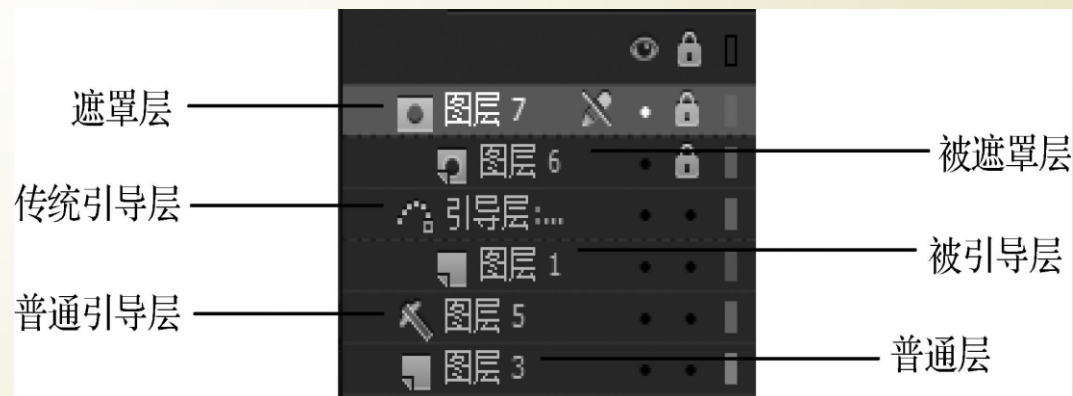 遮罩层
图层 7
图层 6
被遮罩层
传统引导层
引导层:...
图层 1
被引导层
普通引导层
图层 5
图层 3
普通层